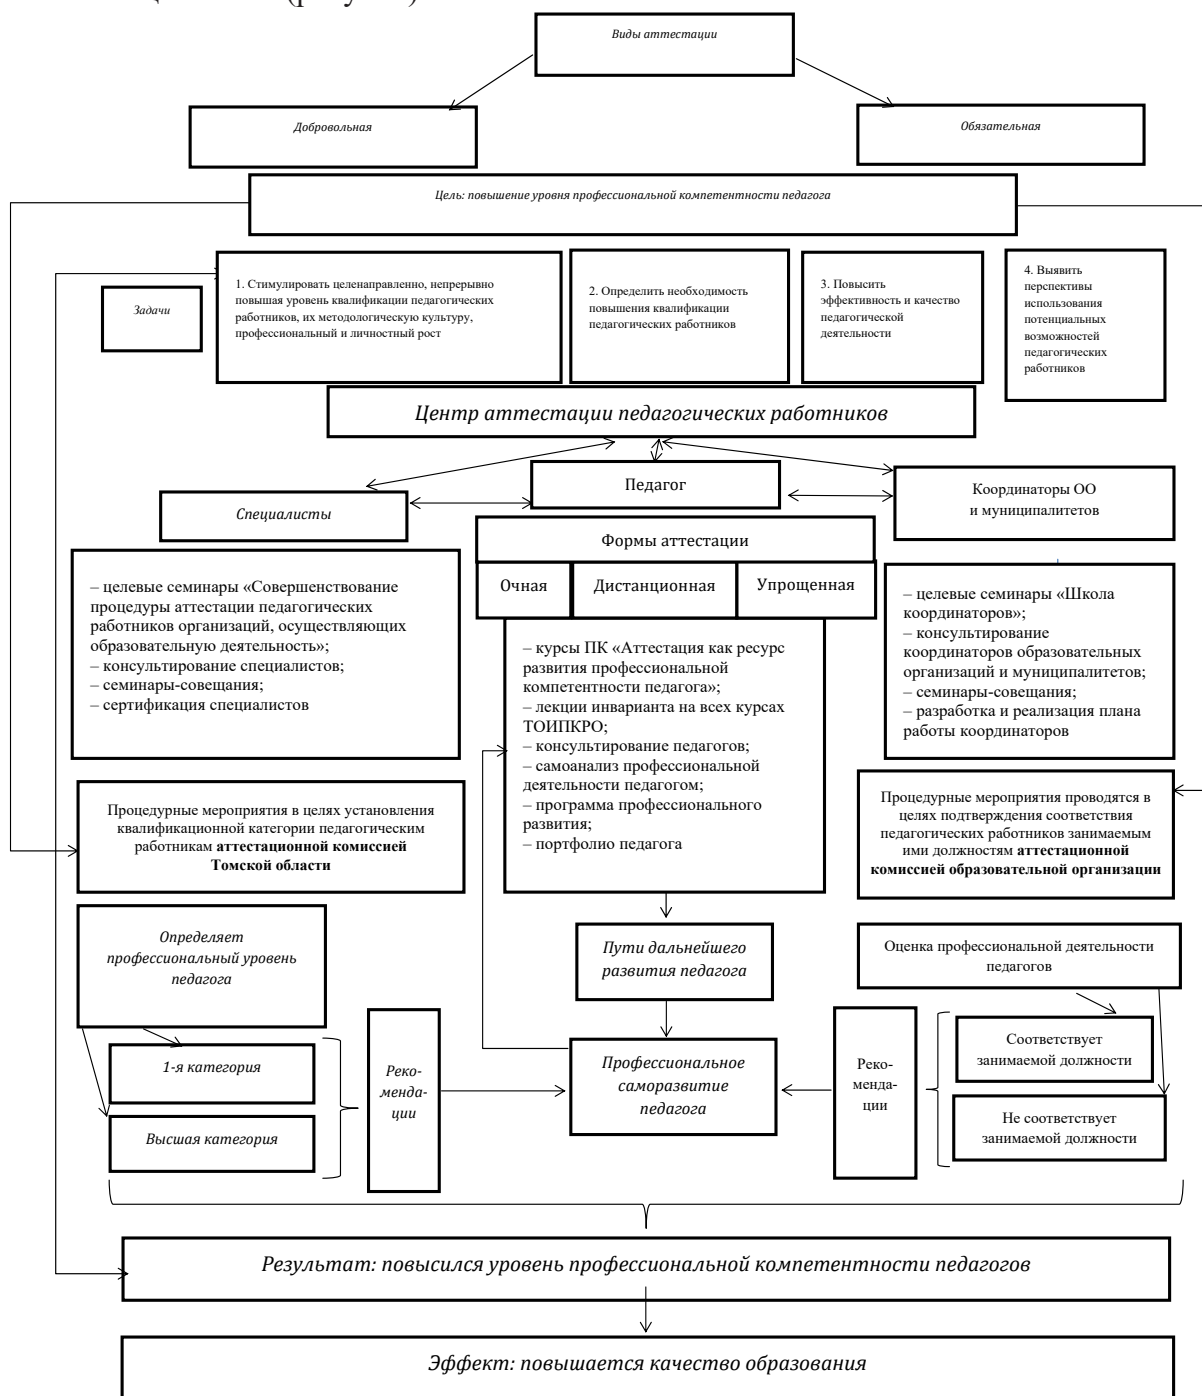 Виды аттестации
Добровольная
Обязательная
Цель: повышение уровня профессиональной компетентности педагога
Задачи
1. Стимулировать целенаправленно, непрерывно
повышая уровень квалификации педагогических
работников, их методологическую культуру,
профессиональный и личностный рост
2. Определить необходимость
повышения квалификации
педагогических работников
3. Повысить
эффективность и качество
педагогической
деятельности
4. Выявить
перспективы
использования
потенциальных
возможностей
педагогических
работников
Центр аттестации педагогических работников
Специалисты
Педагог
Координаторы ОО
и муниципалитетов
Формы аттестации
Очная
Дистанционная
Упрощенная
– целевые семинары «Совершенствование
процедуры аттестации педагогических
работников организаций, осуществляющих
образовательную деятельность»;
– консультирование специалистов;
– семинары-совещания;
– сертификация специалистов
– курсы ПК «Аттестация как ресурс
развития профессиональной
компетентности педагога»;
– лекции инварианта на всех курсах
ТОИПКРО;
– консультирование педагогов;
– самоанализ профессиональной
деятельности педагогом;
– программа профессионального
развития;
– портфолио педагога
– целевые семинары «Школа
координаторов»;
– консультирование
координаторов образовательных
организаций и муниципалитетов;
– семинары-совещания;
– разработка и реализация плана
работы координаторов
Процедурные мероприятия в целях установления
квалификационной категории педагогическим
работникам аттестационной комиссией
Томской области
Процедурные мероприятия проводятся в
целях подтверждения соответствия
педагогических работников занимаемым
ими должностям аттестационной
комиссией образовательной организации
Определяет
профессиональный уровень
педагога
Пути дальнейшего
развития педагога
Оценка профессиональной деятельности
педагогов
1-я категория
Высшая категория
Реко-
менда-
ции
Профессиональное
саморазвитие
педагога
Реко-
менда-
ции
Соответствует
занимаемой должности
Не соответствует
занимаемой должности
Результат: повысился уровень профессиональной компетентности педагогов
Эффект: повышается качество образования